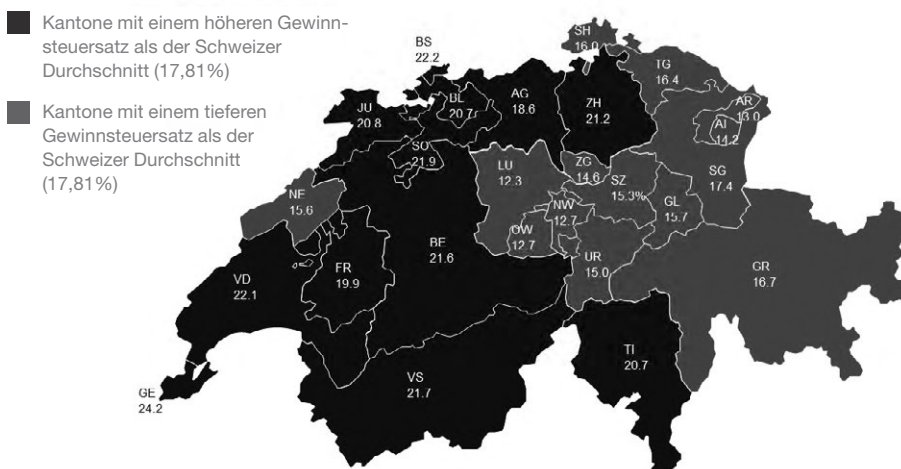 Kantone mit einem höheren Gewinn-
steuersatz als der Schweizer
Durchschnitt (17,81%)
Kantone mit einem tieferen
Gewinnsteuersatz als der
Schweizer Durchschnitt
(17,81%)
SH
16.0
BS
22.2
TG
16.4
JU
20.8
BL
20.7
AG
18.6
ZH
21.2
AR
13.0
AI
14.2
SO
21.9
LU
12.3
ZG
14.6
SZ
15.3%
SG
17.4
NE
15.6
NW
12.7
GL
15.7
OW
12.7
BE
21.6
UR
15.0
GR
16.7
VD
22.1
FR
19.9
TI
20.7
VS
21.7
GE
24.2